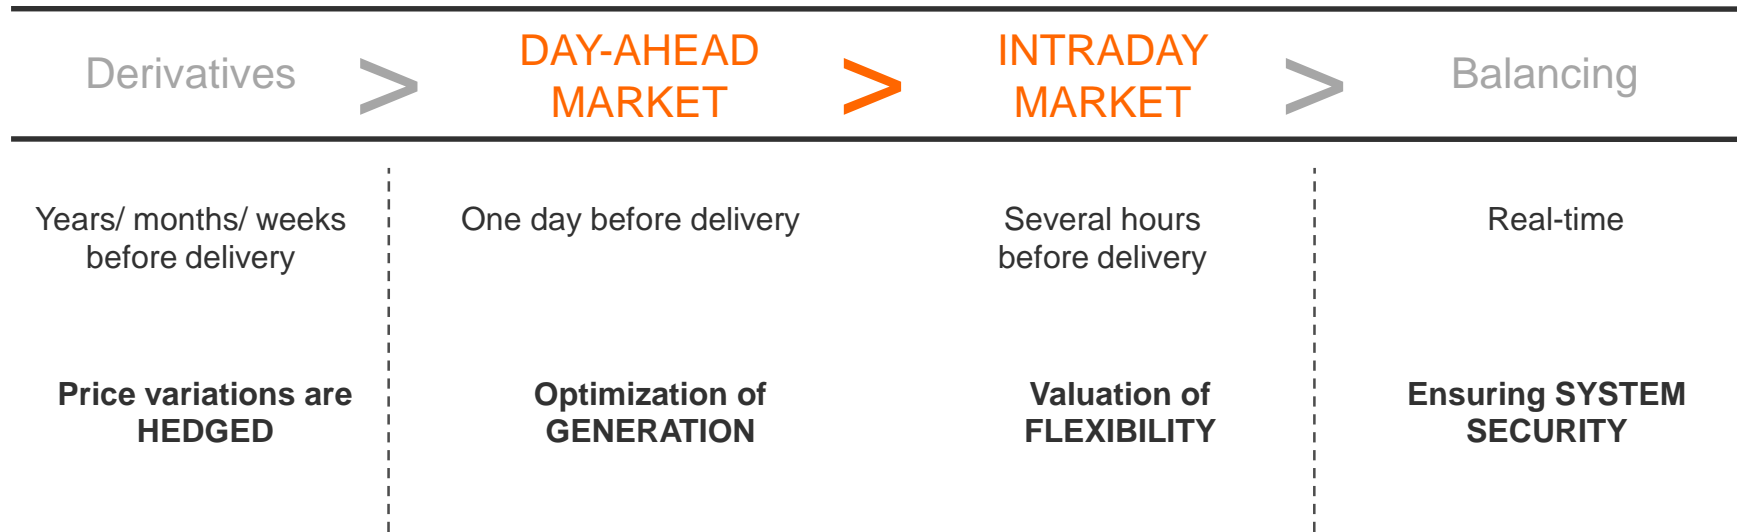 Derivatives
>
DAY-AHEAD
MARKET
>
INTRADAY
MARKET
>
Balancing
Years/ months/ weeks
before delivery
One day before delivery
Several hours
before delivery
Real-time
Price variations are
HEDGED
Optimization of
GENERATION
Valuation of
FLEXIBILITY
Ensuring SYSTEM
SECURITY